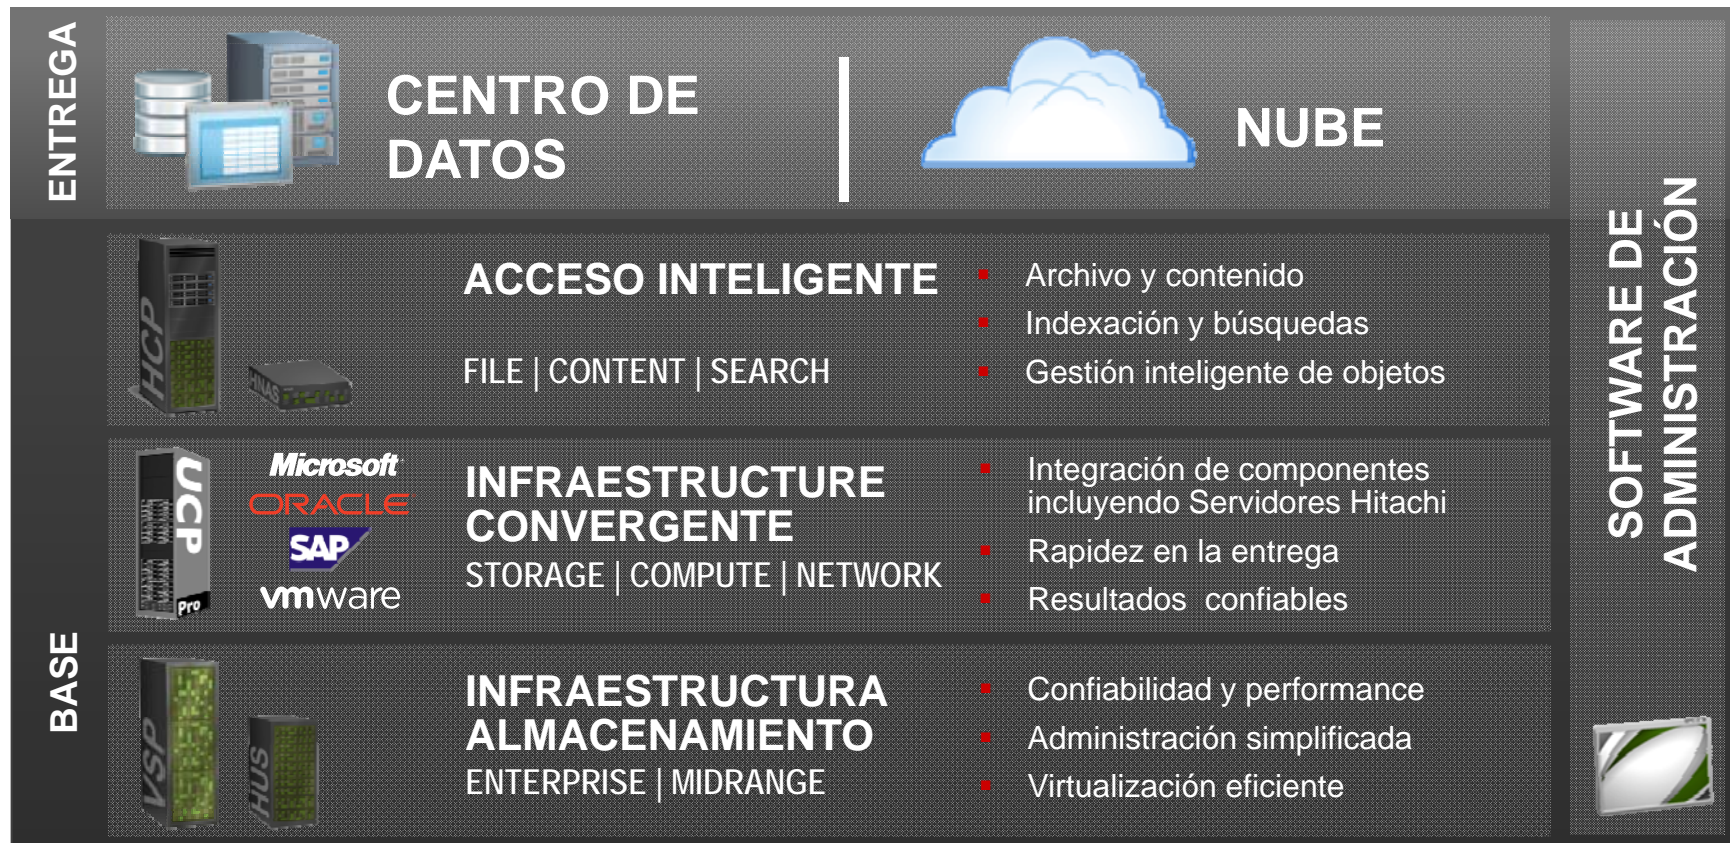 ENTREGA
CENTRO DE
DATOS
NUBE
SOFTWARE DE
ADMINISTRACIÓN
BASE
HCP
HNAS
ACCESO INTELIGENTE
FILE | CONTENT | SEARCH
Archivo y contenido
Indexación y búsquedas
Gestión inteligente de objetos
UCP
Pro
Microsoft
ORACLE
SAP
vmware
INFRAESTRUCTURE
CONVERGENTE
STORAGE | COMPUTE | NETWORK
Integración de componentes
incluyendo Servidores Hitachi
Rapidez en la entrega
Resultados confiables
VSP
HUS
INFRAESTRUCTURA
ALMACENAMIENTO
ENTERPRISE | MIDRANGE
Confiabilidad y performance
Administración simplificada
Virtualización eficiente